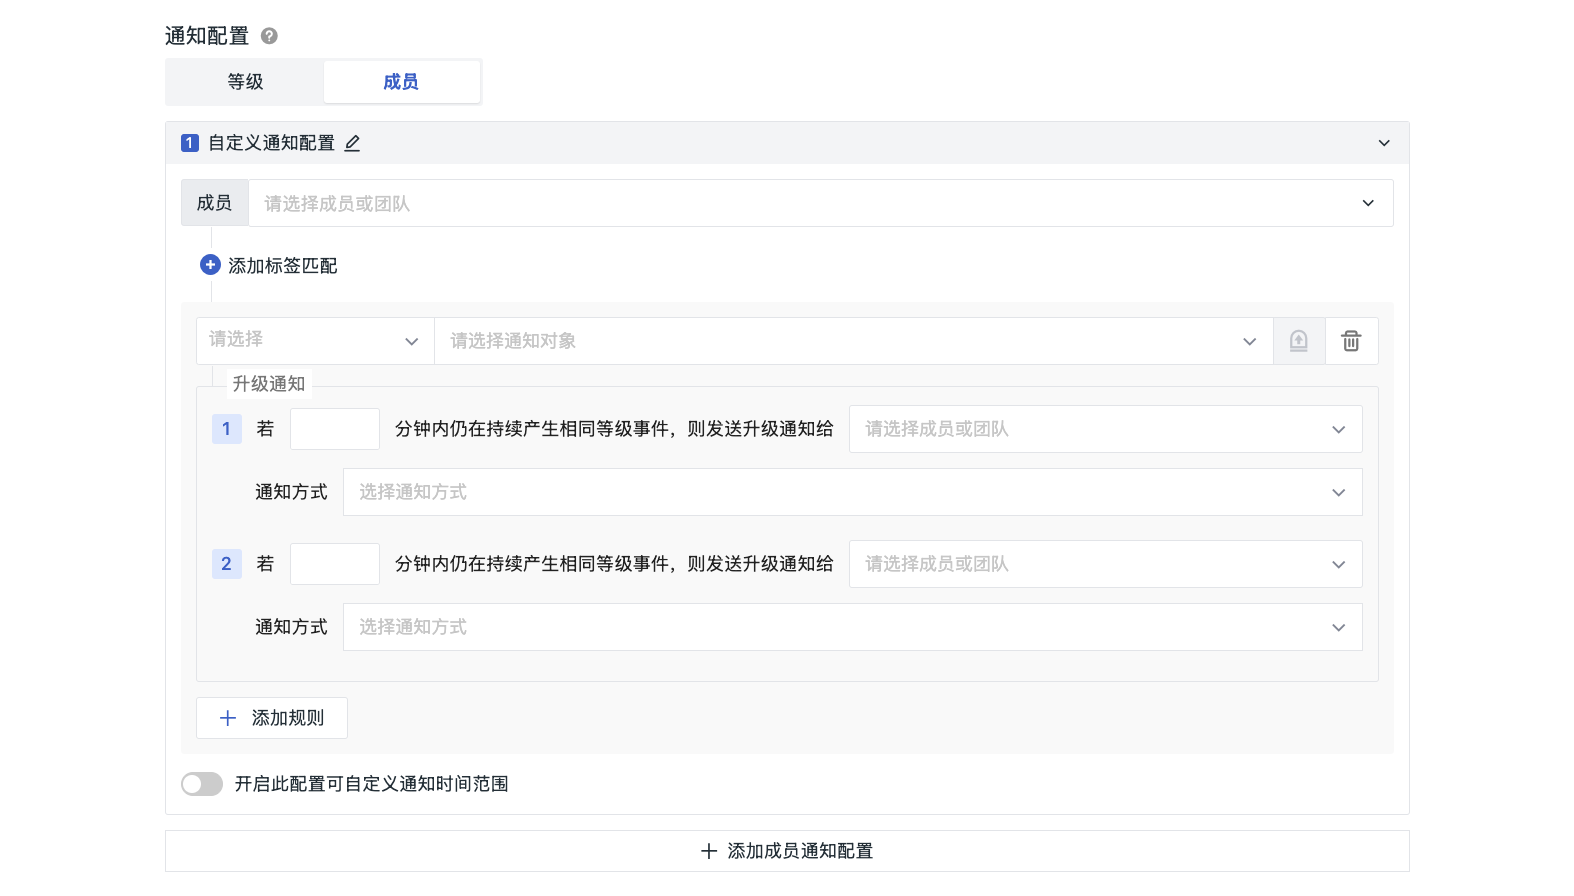 通知配置 ?
等级 成员
1 自定义通知配置
成员 请选择成员或团队
添加标签匹配
请选择 请选择通知对象
升级通知
1 若 分钟内仍在持续产生相同等级事件，则发送升级通知给 请选择成员或团队
通知方式 选择通知方式
2 若 分钟内仍在持续产生相同等级事件，则发送升级通知给 请选择成员或团队
通知方式 选择通知方式
添加规则
开启此配置可自定义通知时间范围
添加成员通知配置